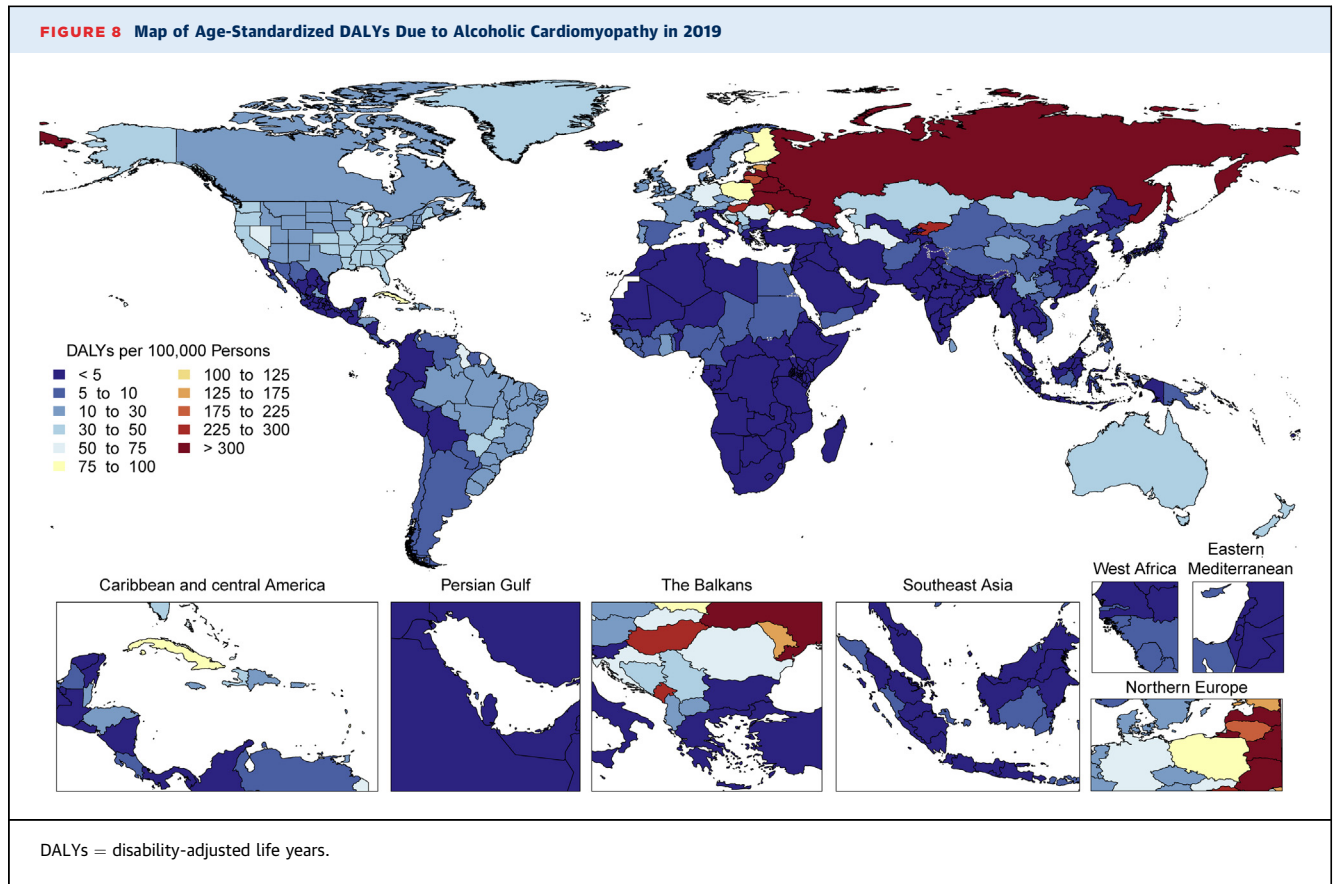 FIGURE 8 Map of Age-Standardized DALYs Due to Alcoholic Cardiomyopathy in 2019
DALYs per 100,000 Persons
< 5
5 to 10
10 to 30
30 to 50
50 to 75
75 to 100
100 to 125
125 to 175
175 to 225
225 to 300
> 300
Caribbean and central America
Persian Gulf
The Balkans
Southeast Asia
West Africa
Eastern
Mediterranean
Northern Europe
DALYs = disability-adjusted life years.